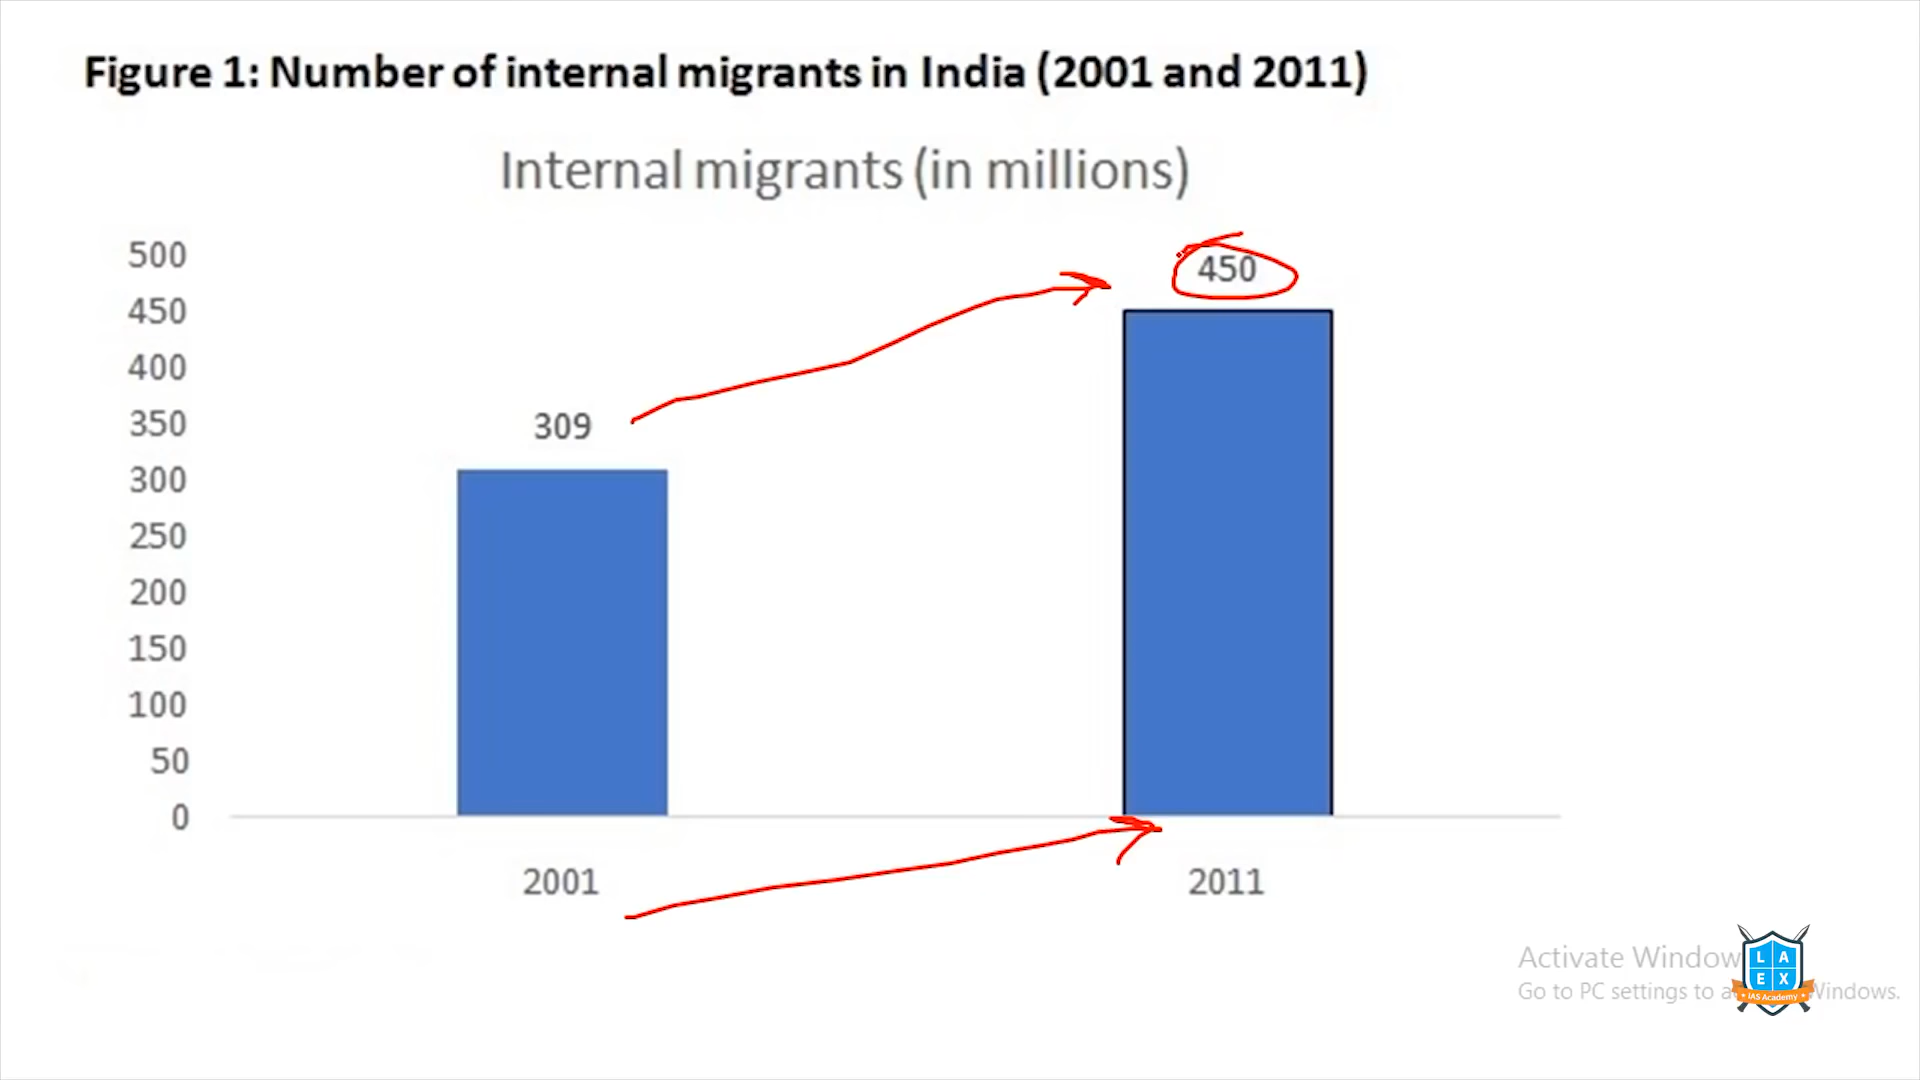 Figure 1: Number of internal migrants in India (2001 and 2011)
Internal migrants (in millions)
500
450
400
350
300
250
200
150
100
50
0
309
450
2001
2011
Activate Window
Go to PC settings to a Windows.
L A
E X
IAS Academy